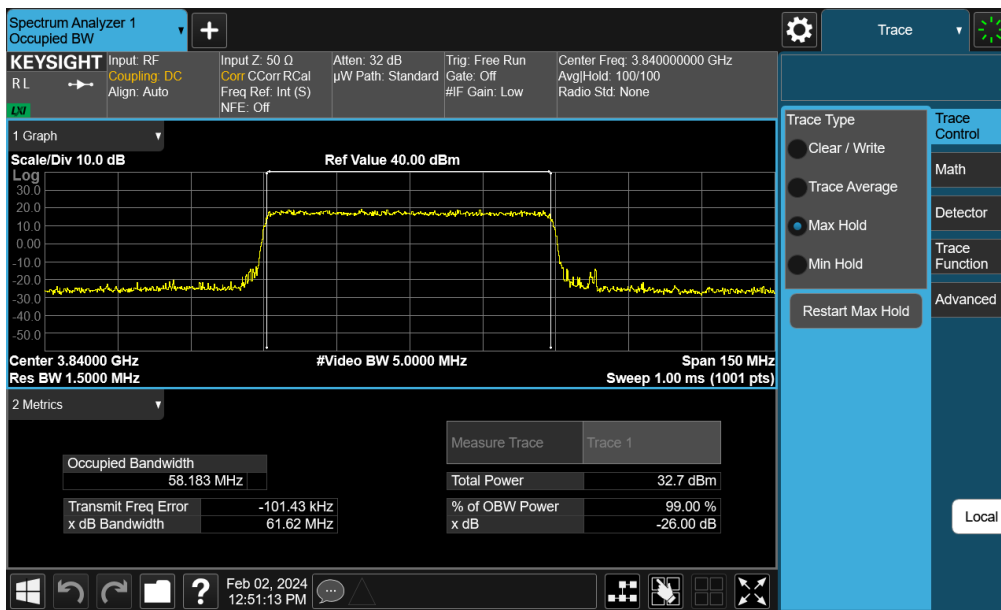 Spectrum Analyzer 1
Occupied BW
+
Trace
KEYSIGHT
R L
LXI
Input: RF
Coupling: DC
Align: Auto
Input Z: 50 Ω
Corr CCorr RCal
Freq Ref: Int (S)
NFE: Off
Atten: 32 dB
µW Path: Standard
Trig: Free Run
Gate: Off
#IF Gain: Low
Center Freq: 3.840000000 GHz
Avg|Hold: 100/100
Radio Std: None
1 Graph
Scale/Div 10.0 dB
Ref Value 40.00 dBm
Log
30.0
20.0
10.0
0.00
-10.0
-20.0
-30.0
-40.0
-50.0
Center 3.84000 GHz
#Video BW 5.0000 MHz
Span 150 MHz
Res BW 1.5000 MHz
Sweep 1.00 ms (1001 pts)
2 Metrics
Measure Trace
Trace 1
Occupied Bandwidth
58.183 MHz
Total Power
32.7 dBm
Transmit Freq Error
-101.43 kHz
% of OBW Power
99.00 %
x dB Bandwidth
61.62 MHz
x dB
-26.00 dB
Trace Type
Clear / Write
Trace Average
Max Hold
Min Hold
Restart Max Hold
Trace
Control
Math
Detector
Trace
Function
Advanced
Local
?
Feb 02, 2024
12:51:13 PM